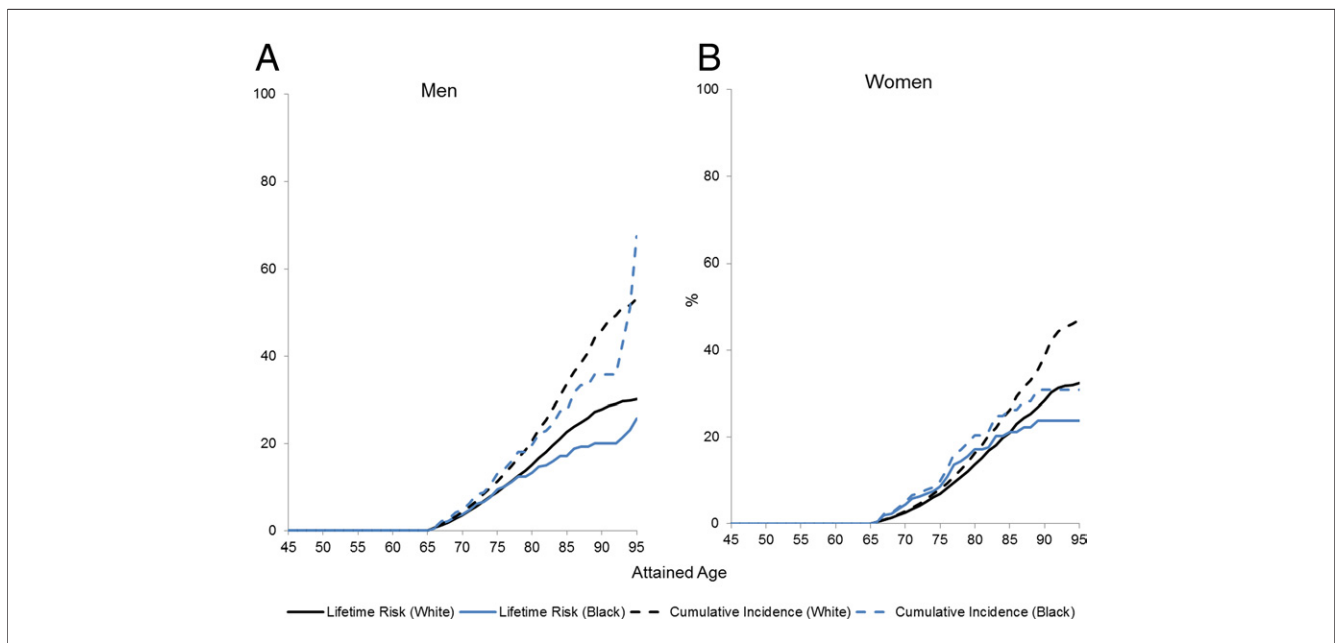 A
B
Men
Women
100
80
60
40
20
0
45 50 55 60 65 70 75 80 85 90 95
100
80
60
40
20
0
%
45 50 55 60 65 70 75 80 85 90 95
Attained Age
Lifetime Risk (White) Lifetime Risk (Black) Cumulative Incidence (White) Cumulative Incidence (Black)